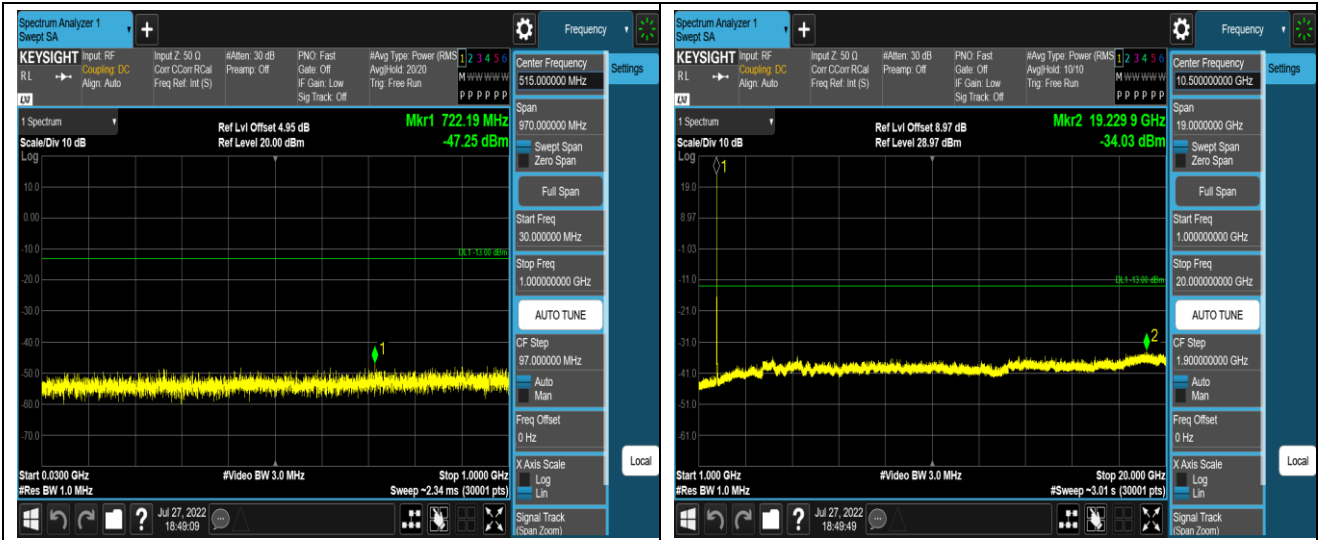 Spectrum Analyzer 1
Swept SA
+
Frequency
KEYSIGHT
RL
LXI
Input: RF
Coupling: DC
Align: Auto
Input Z: 50 Ω
Corr CCorr RCal
Freq Ref: Int (S)
#Atten: 30 dB
Preamp: Off
PNO: Fast
Gate: Off
IF Gain: Low
Sig Track: Off
#Avg Type: Power (RMS
Avg|Hold: 20/20
Trig: Free Run
1 2 3 4 5 6
M W W W W W
P P P P P P
Center Frequency
515.000000 MHz
Settings
Span
970.000000 MHz
Swept Span
Zero Span
Full Span
Start Freq
30.000000 MHz
Stop Freq
1.000000000 GHz
AUTO TUNE
CF Step
97.000000 MHz
Auto
Man
Freq Offset
0 Hz
X Axis Scale
Log
Lin
Signal Track
(Span Zoom)
Local
1 Spectrum
Scale/Div 10 dB
Log
Ref Lvl Offset 4.95 dB
Ref Level 20.00 dBm
Mkr1 722.19 MHz
-47.25 dBm
10.0
0.00
-10.0
DL1 -13.00 dBm
-20.0
-30.0
-40.0
1
-50.0
-60.0
-70.0
Start 0.0300 GHz
#Video BW 3.0 MHz
Stop 1.0000 GHz
#Res BW 1.0 MHz
Sweep ~2.34 ms (30001 pts)
?
Jul 27, 2022
18:49:09
Spectrum Analyzer 1
Swept SA
+
Frequency
KEYSIGHT
RL
LXI
Input: RF
Coupling: DC
Align: Auto
Input Z: 50 Ω
Corr CCorr RCal
Freq Ref: Int (S)
#Atten: 30 dB
Preamp: Off
PNO: Fast
Gate: Off
IF Gain: Low
Sig Track: Off
#Avg Type: Power (RMS
Avg|Hold: 10/10
Trig: Free Run
1 2 3 4 5 6
M W W W W W
P P P P P P
Center Frequency
10.500000000 GHz
Settings
Span
19.0000000 GHz
Swept Span
Zero Span
Full Span
Start Freq
1.000000000 GHz
Stop Freq
20.000000000 GHz
AUTO TUNE
CF Step
1.900000000 GHz
Auto
Man
Freq Offset
0 Hz
X Axis Scale
Log
Lin
Signal Track
(Span Zoom)
Local
1 Spectrum
Scale/Div 10 dB
Log
Ref Lvl Offset 8.97 dB
Ref Level 28.97 dBm
Mkr2 19.229 9 GHz
-34.03 dBm
1
19.0
8.97
-1.03
-11.0
DL1 -13.00 dBm
-21.0
-31.0
2
-41.0
-51.0
-61.0
Start 1.000 GHz
#Video BW 3.0 MHz
Stop 20.000 GHz
#Res BW 1.0 MHz
#Sweep ~3.01 s (30001 pts)
?
Jul 27, 2022
18:49:49